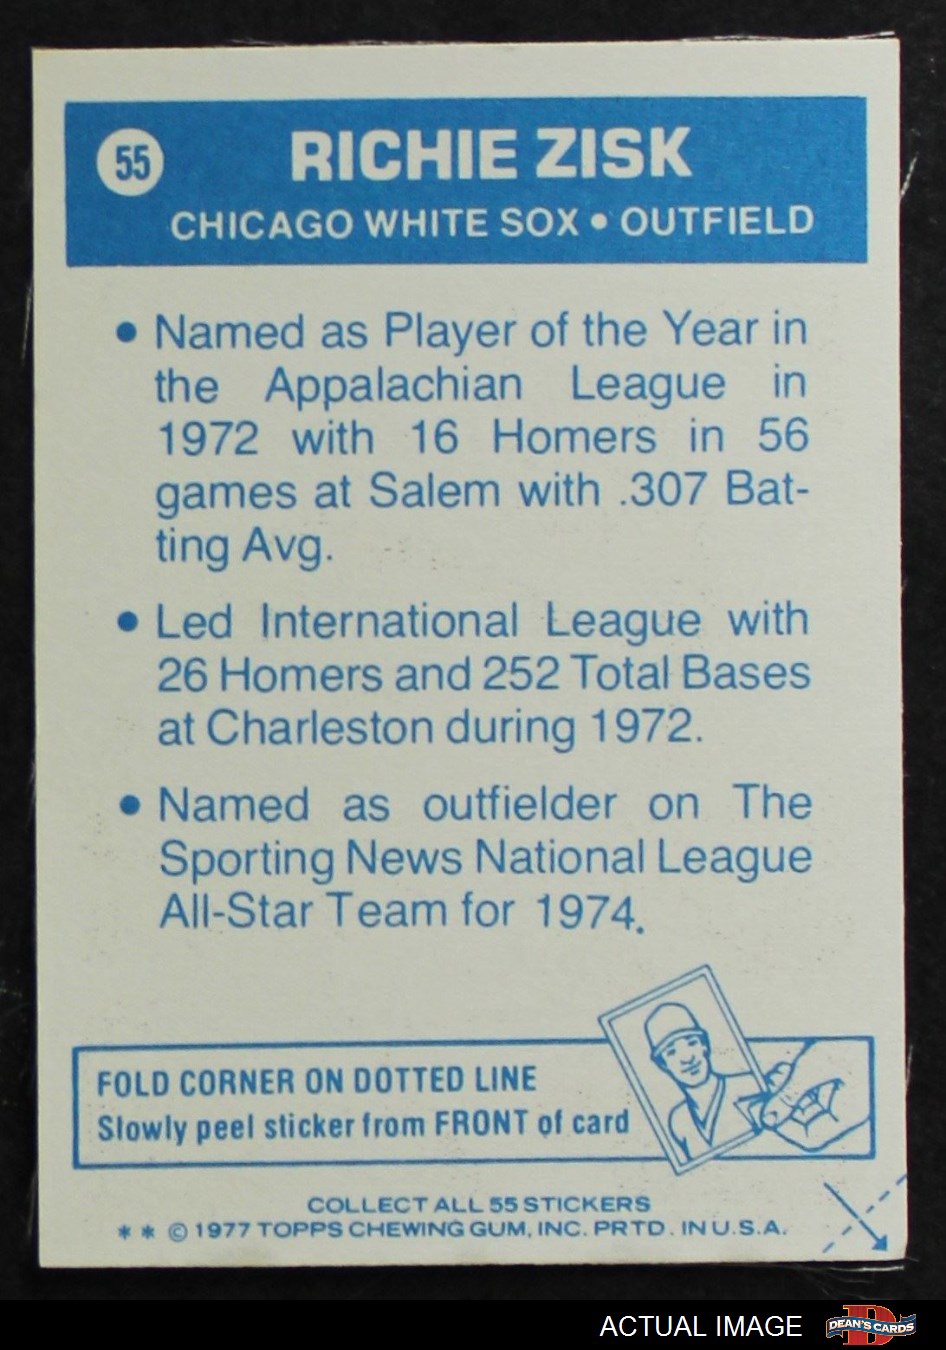 55
RICHIE ZISK
CHICAGO WHITE SOX • OUTFIELD
• Named as Player of the Year in
the Appalachian League in
1972 with 16 Homers in 56
games at Salem with .307 Bat-
ting Avg.
• Led International League with
26 Homers and 252 Total Bases
at Charleston during 1972.
• Named as outfielder on The
Sporting News National League
All-Star Team for 1974.
FOLD CORNER ON DOTTED LINE
Slowly peel sticker from FRONT of card
COLLECT ALL 55 STICKERS
* * © 1977 TOPPS CHEWING GUM, INC. PRTD. IN U.S.A.
ACTUAL IMAGE
D
DEAN'S CARDS